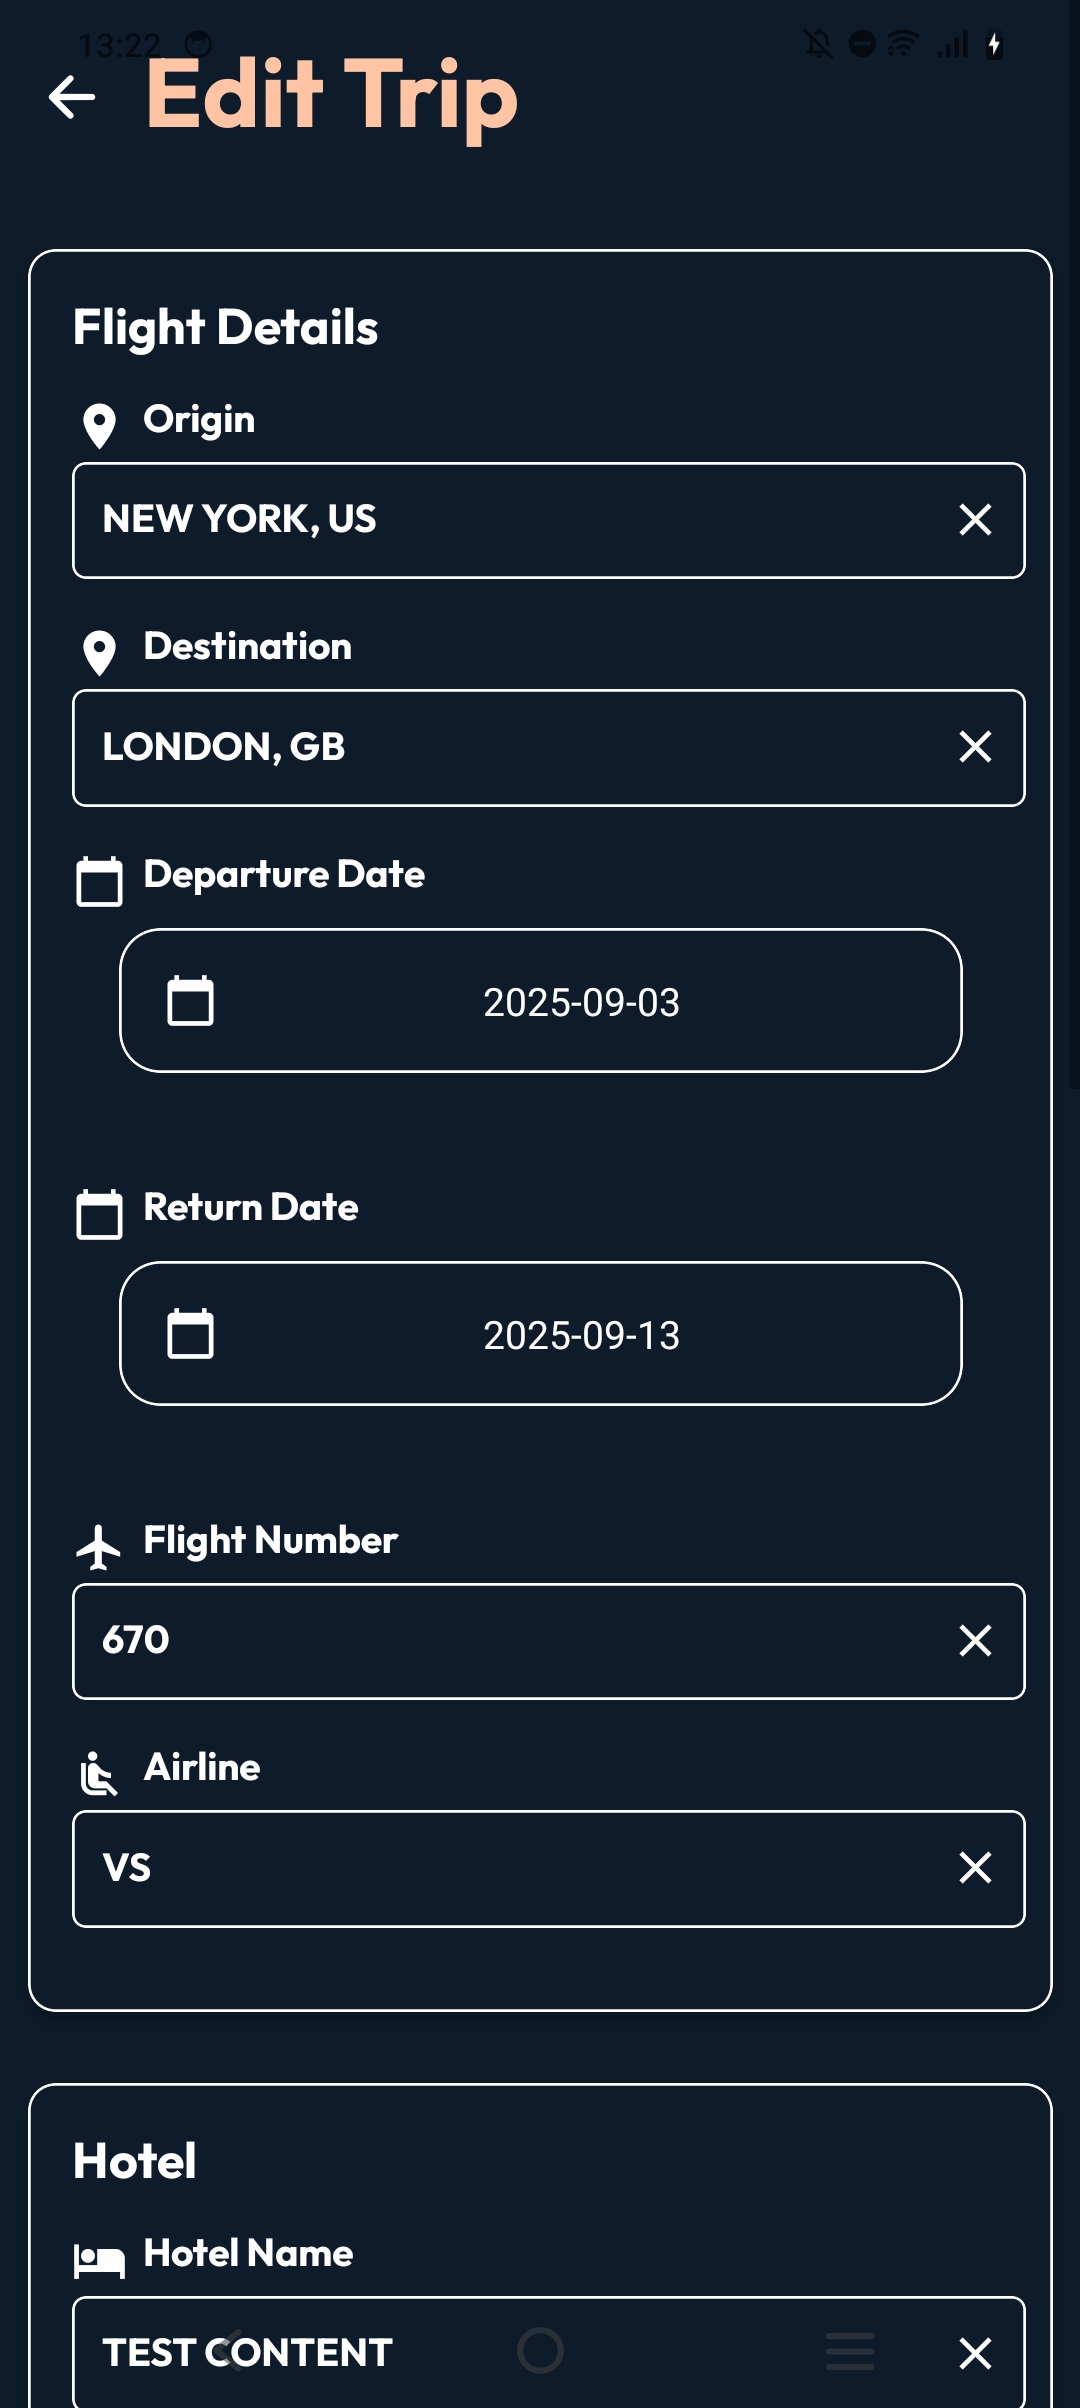 13:22
Edit Trip
Flight Details
Origin
NEW YORK, US
Destination
LONDON, GB
Departure Date
2025-09-03
Return Date
2025-09-13
Flight Number
670
Airline
VS
Hotel
Hotel Name
TEST CONTENT